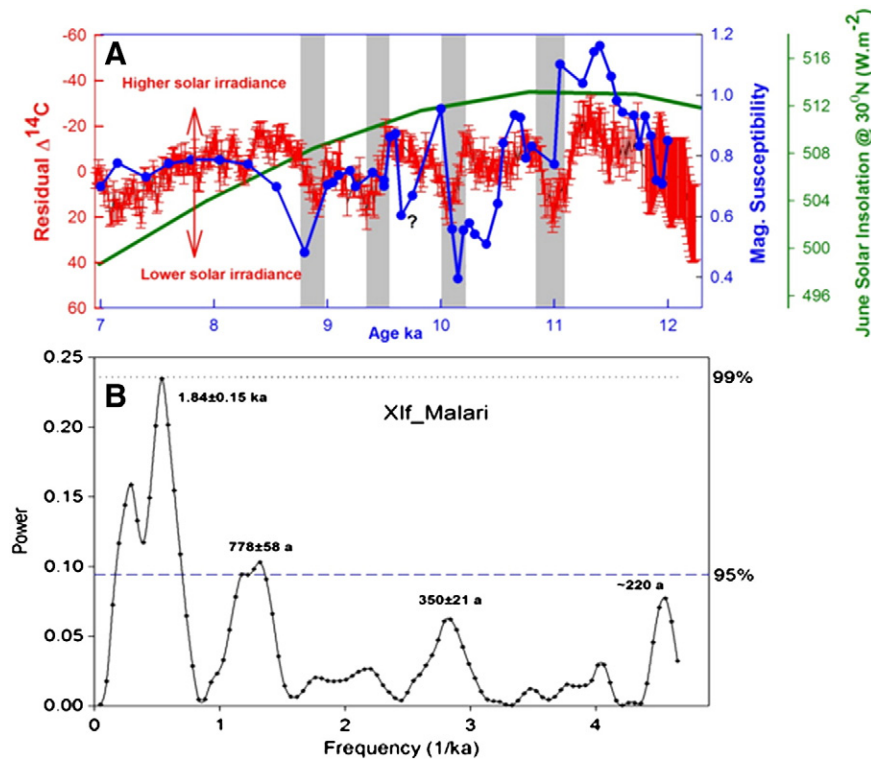 A
Higher solar irradiance
Lower solar irradiance
?
Residual Δ14C
-60
-40
-20
0
20
40
60
7
8
9
10
11
12
Age ka
1.2
1.0
0.8
0.6
0.4
Mag. Susceptibility
516
512
508
504
500
496
June Solar Insolation @ 30°N (W.m-2)
B
Xlf_Malari
1.84±0.15 ka
778±58 a
350±21 a
~220 a
99%
95%
Power
0.25
0.20
0.15
0.10
0.05
0.00
0
1
2
3
4
Frequency (1/ka)